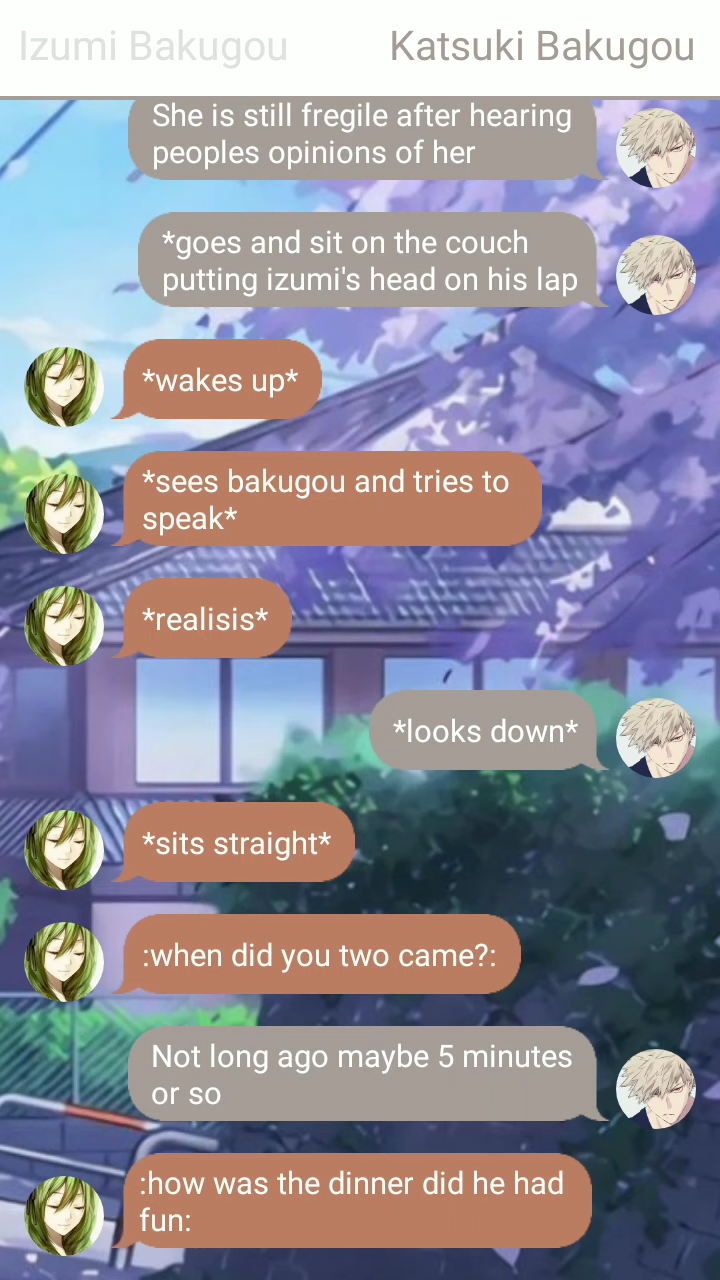 Izumi Bakugou Katsuki Bakugou
She is still fregile after hearing
peoples opinions of her
*goes and sit on the couch
putting izumi's head on his lap
*wakes up*
*sees bakugou and tries to
speak*
*realisis*
*looks down*
*sits straight*
:when did you two came?:
Not long ago maybe 5 minutes
or so
:how was the dinner did he had
fun: